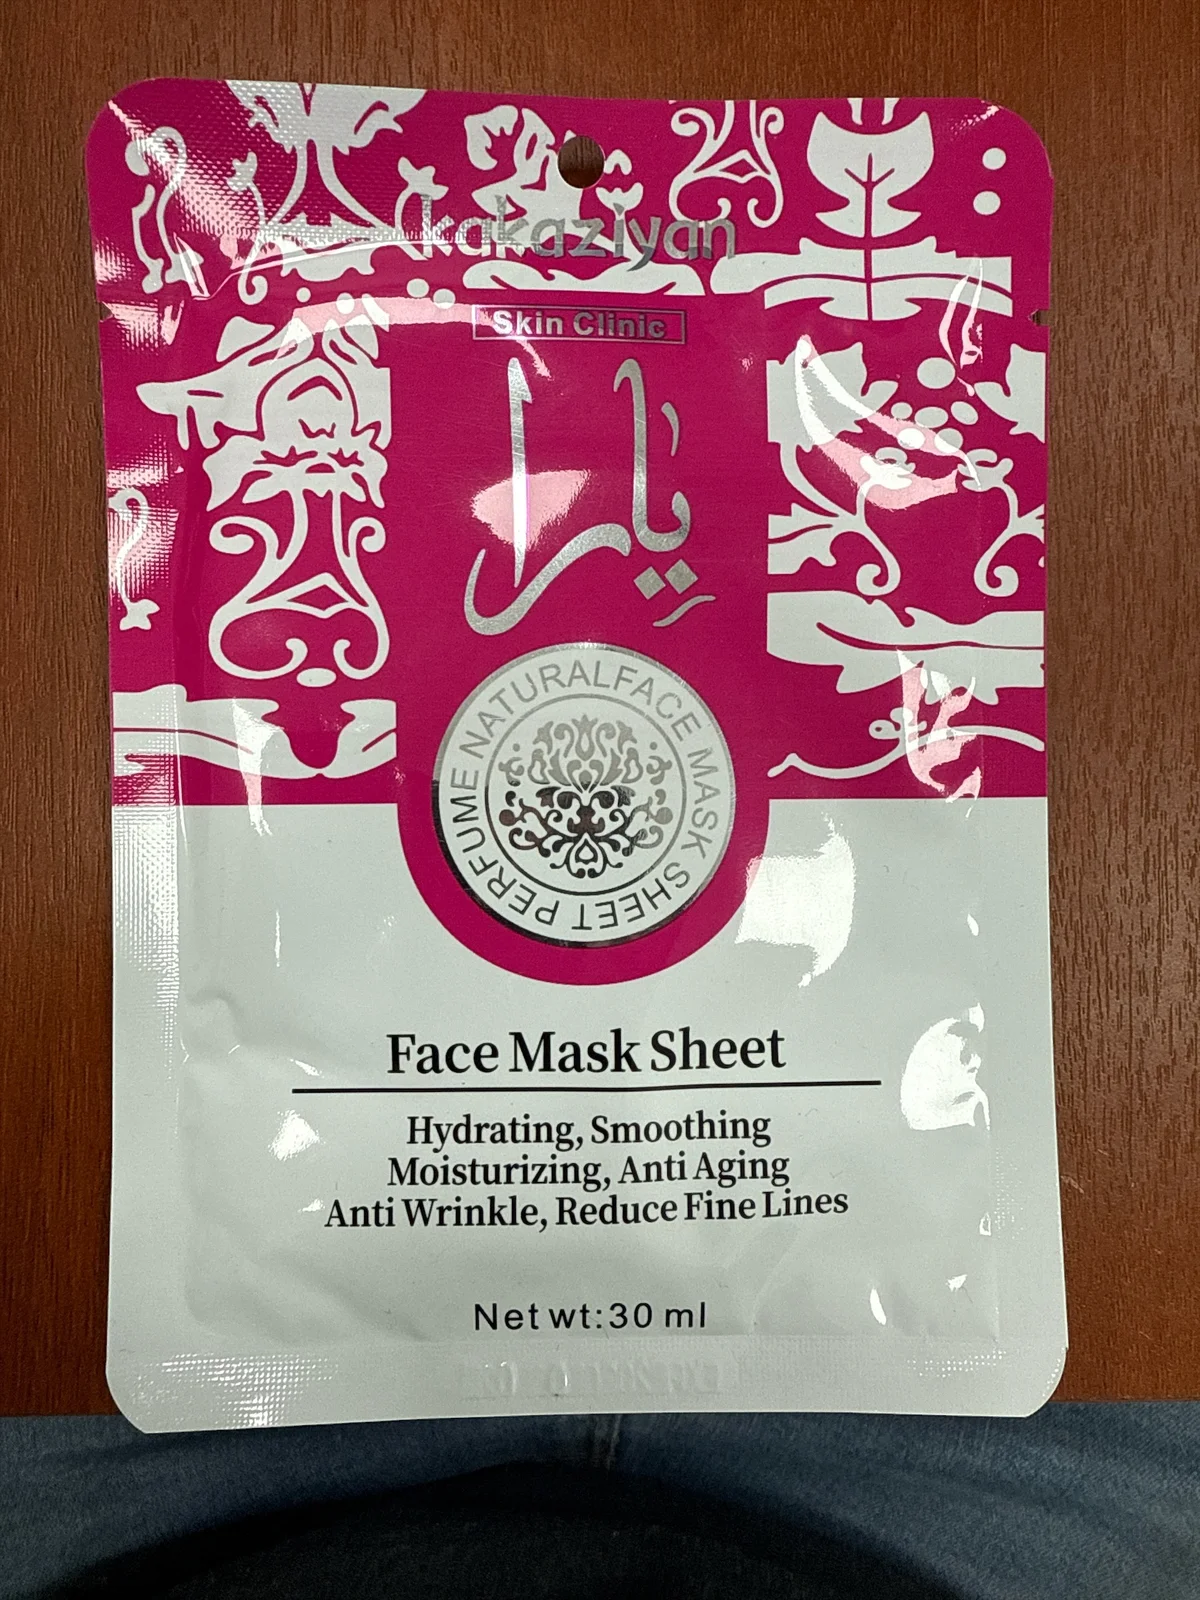 kakaziyan
Skin Clinic
یارا
PERFUME NATURALFACE MASK SHEET
Face Mask Sheet
Hydrating, Smoothing
Moisturizing, Anti Aging
Anti Wrinkle, Reduce Fine Lines
Net wt:30 ml